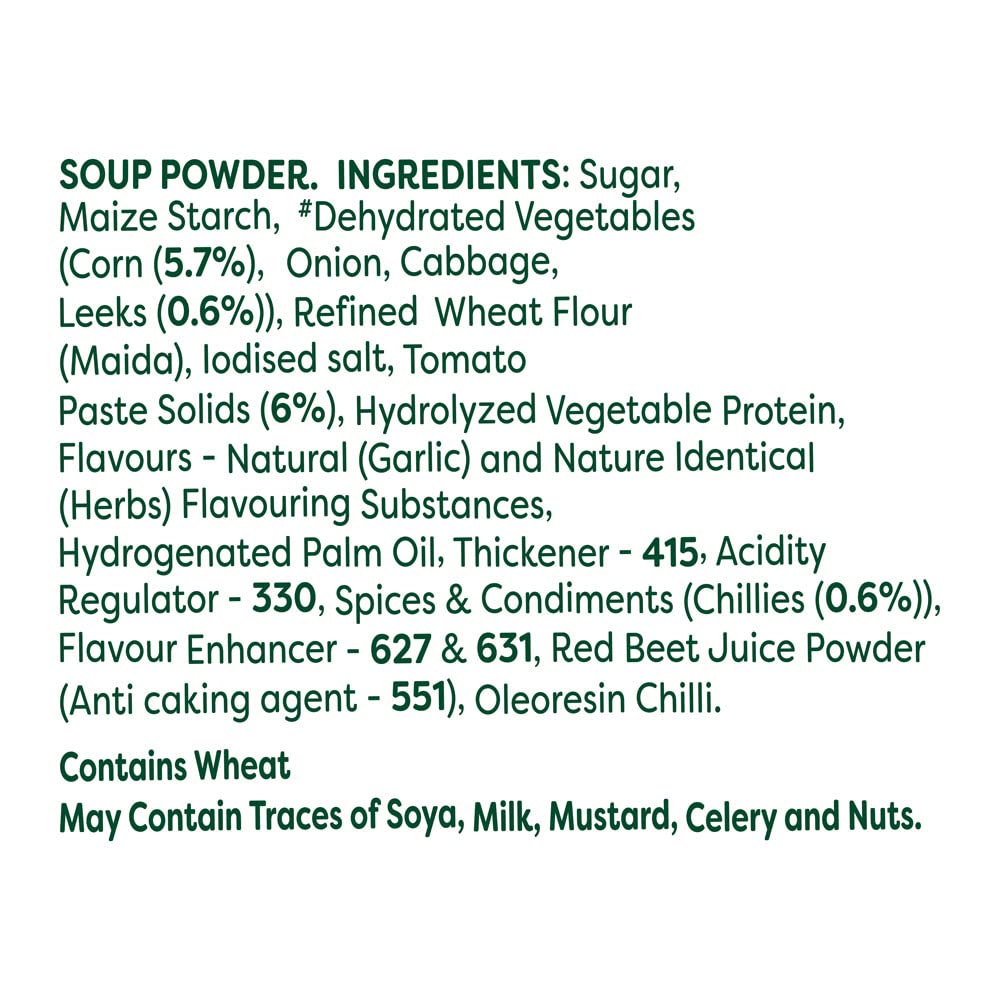 SOUP POWDER. INGREDIENTS: Sugar,
Maize Starch, #Dehydrated Vegetables
(Corn (5.7%), Onion, Cabbage,
Leeks (0.6%)), Refined Wheat Flour
(Maida), Iodised salt, Tomato
Paste Solids (6%), Hydrolyzed Vegetable Protein,
Flavours - Natural (Garlic) and Nature Identical
(Herbs) Flavouring Substances,
Hydrogenated Palm Oil, Thickener - 415, Acidity
Regulator - 330, Spices & Condiments (Chillies (0.6%)),
Flavour Enhancer - 627 & 631, Red Beet Juice Powder
(Anti caking agent - 551), Oleoresin Chilli.
Contains Wheat
May Contain Traces of Soya, Milk, Mustard, Celery and Nuts.